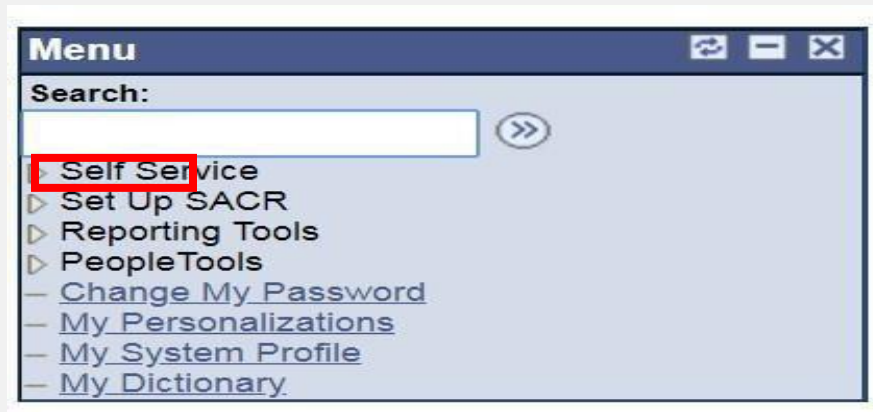 Menu
Search:
Self Service
Set Up SACR
Reporting Tools
PeopleTools
Change My Password
My Personalizations
My System Profile
My Dictionary